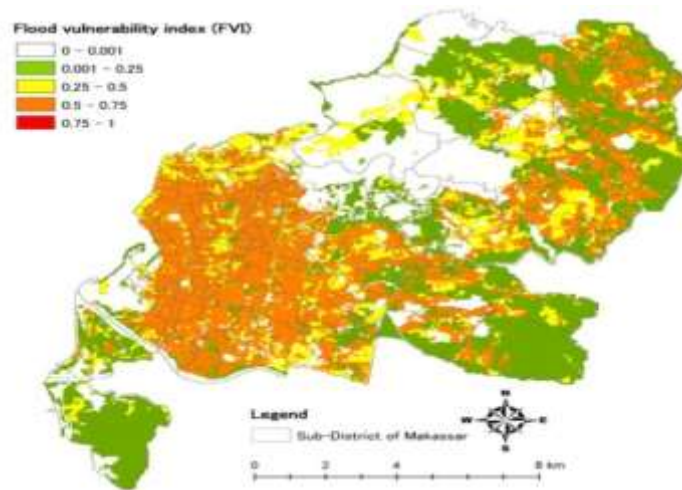 Flood vulnerability index (FVI)
0 - 0.001
0.001 - 0.25
0.25 - 0.5
0.5 - 0.75
0.75 - 1
Legend
Sub-District of Makassar
N
W E
S
0 2 4 6 8 km